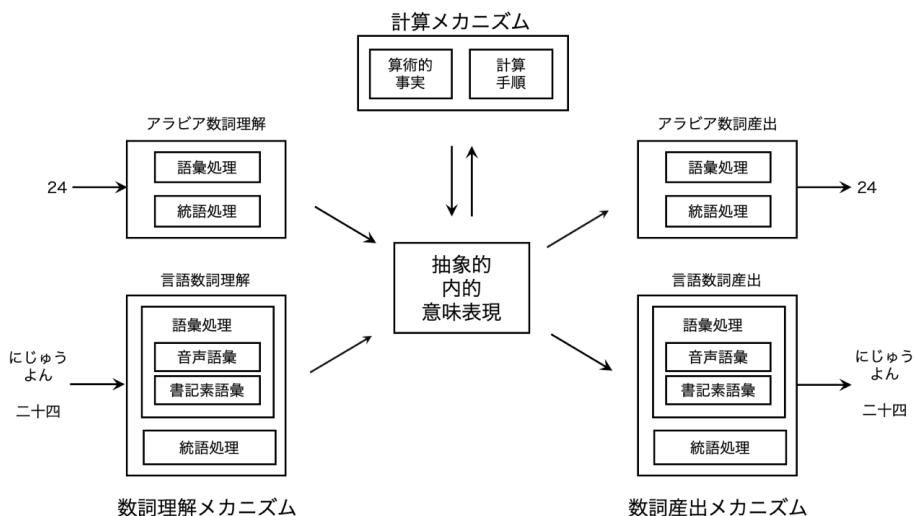 計算メカニズム
算術的
事実
計算
手順
アラビア数詞理解
語彙処理
統語処理
24
アラビア数詞産出
語彙処理
統語処理
24
抽象的
内的
意味表現
言語数詞理解
語彙処理
音声語彙
書記素語彙
統語処理
にじゅう
よん
二十四
言語数詞産出
語彙処理
音声語彙
書記素語彙
統語処理
にじゅう
よん
二十四
数詞理解メカニズム
数詞産出メカニズム